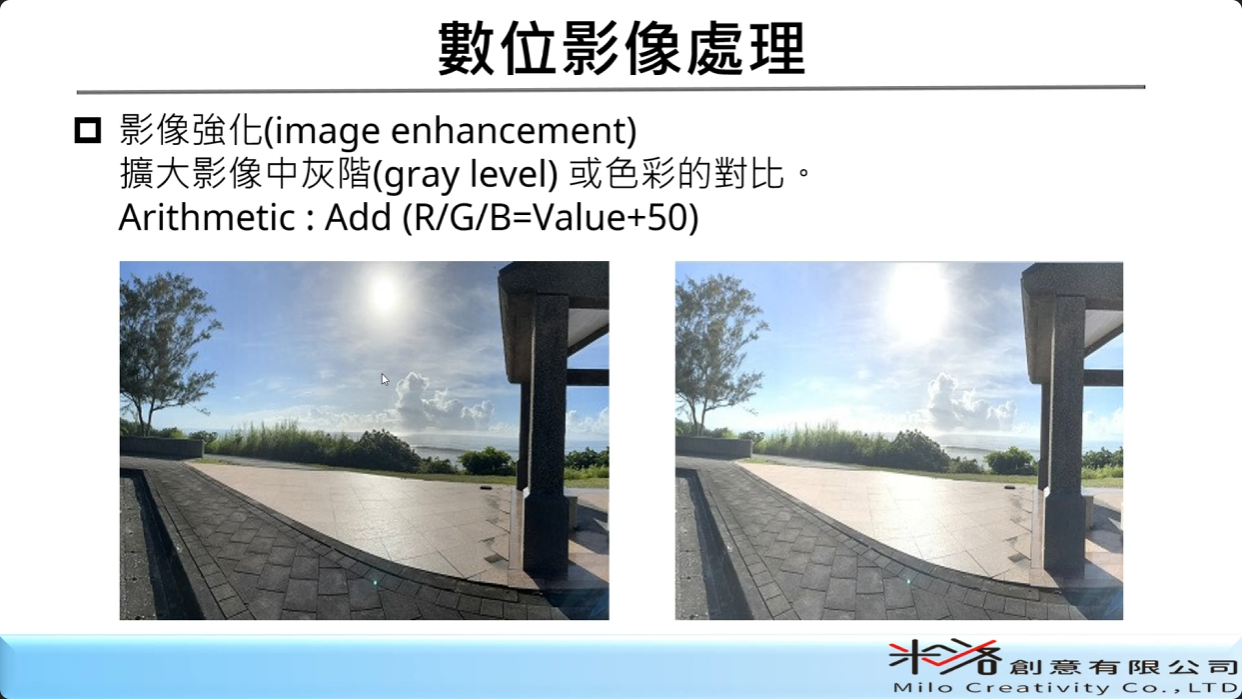 數位影像處理
影像強化(image enhancement)
擴大影像中灰階(gray level) 或色彩的對比。
Arithmetic : Add (R/G/B=Value+50)
米洛創意有限公司
Milo Creativity Co.,LTD